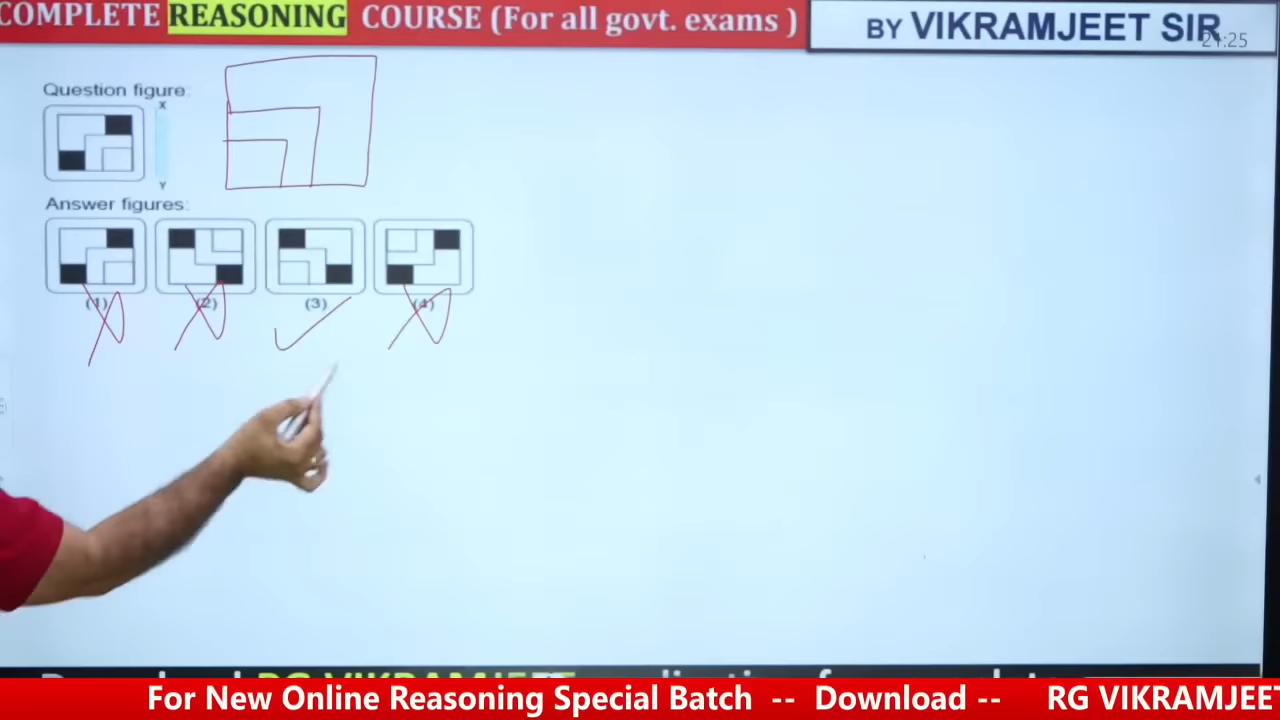 COMPLETE REASONING COURSE (For all govt. exams )
BY VIKRAMJEET SIR
21:25
Question figure:
X
Y
Answer figures:
(1) (2) (3) (4)
For New Online Reasoning Special Batch -- Download -- RG VIKRAMJEET